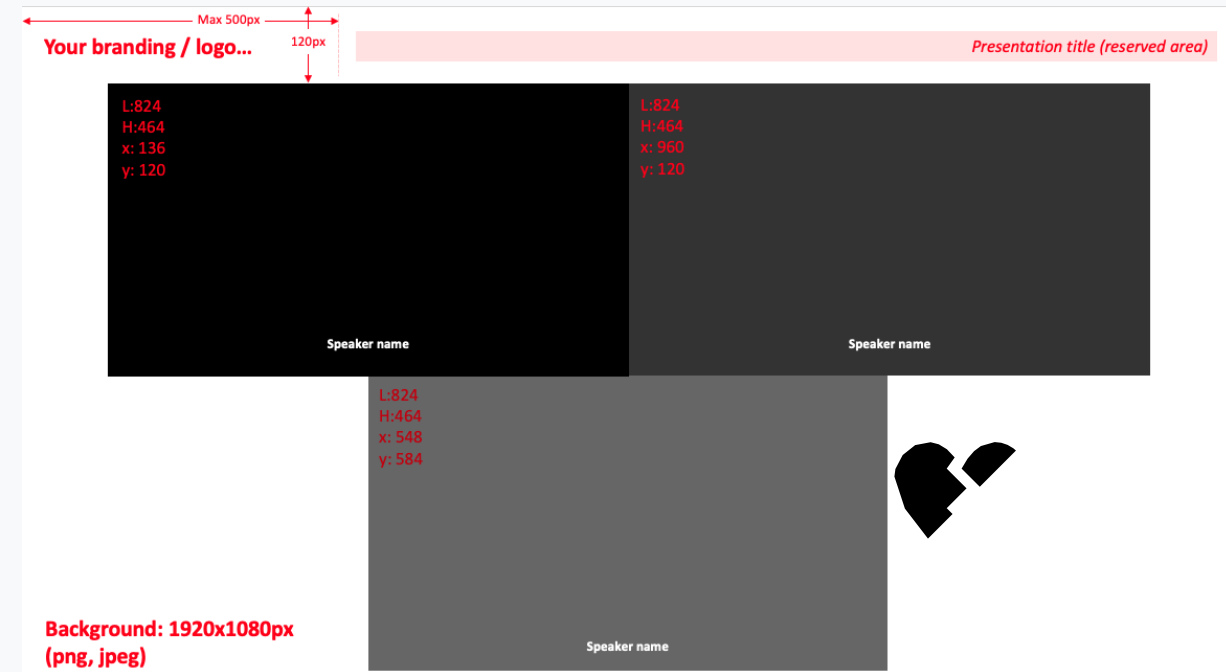 Max 500px
120px
Your branding / logo...
Presentation title (reserved area)
L:824
H:464
x: 136
y: 120
Speaker name
L:824
H:464
x: 960
y: 120
Speaker name
L:824
H:464
x: 548
y: 584
Speaker name
Background: 1920x1080px
(png, jpeg)